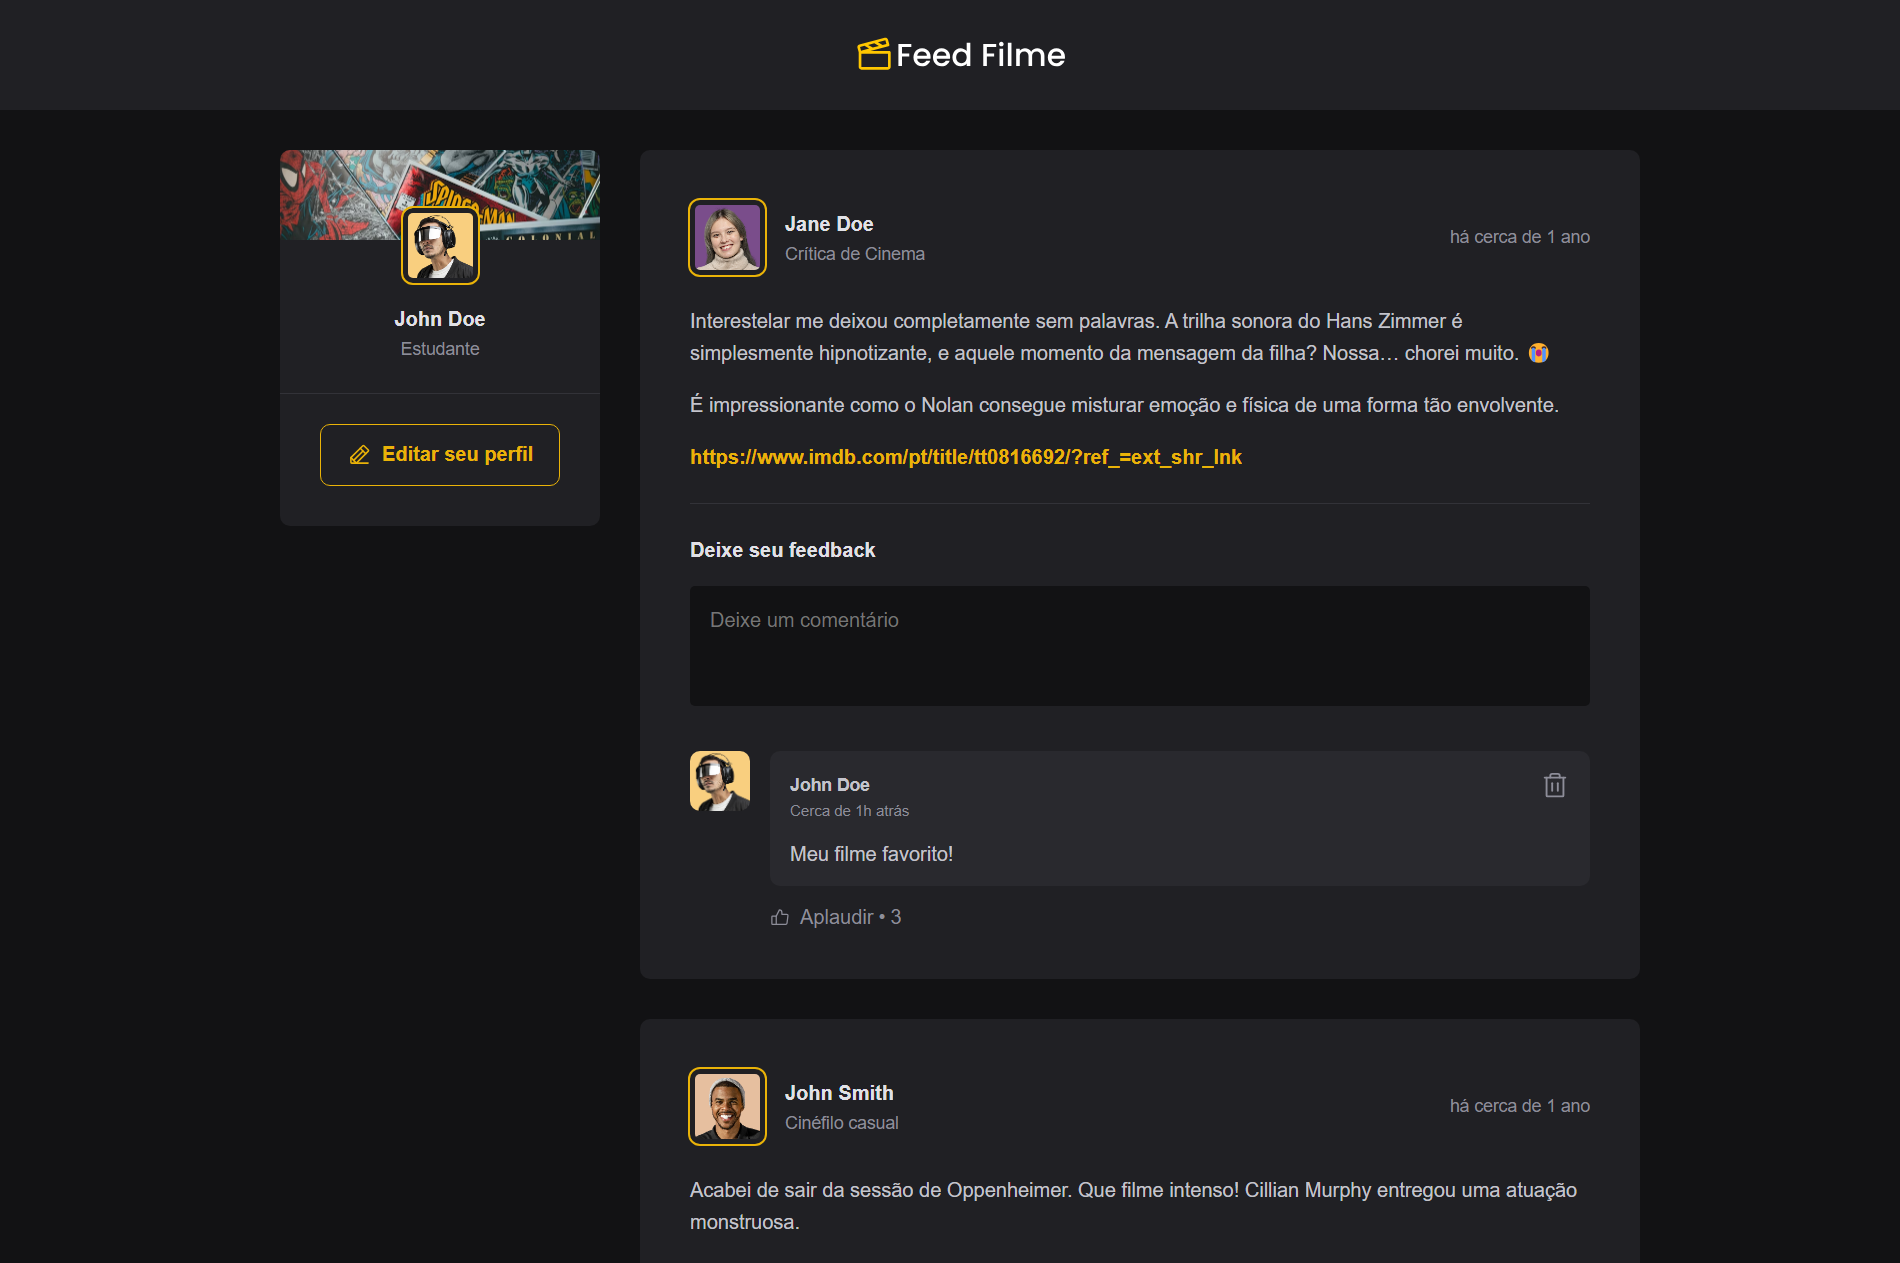 Feed Filme
SPIDER-MAN
COLONIAL
John Doe
Estudante
Editar seu perfil
Jane Doe
Crítica de Cinema
há cerca de 1 ano
Interestelar me deixou completamente sem palavras. A trilha sonora do Hans Zimmer é
simplesmente hipnotizante, e aquele momento da mensagem da filha? Nossa… chorei muito. 😭
É impressionante como o Nolan consegue misturar emoção e física de uma forma tão envolvente.
https://www.imdb.com/pt/title/tt0816692/?ref_=ext_shr_lnk
Deixe seu feedback
Deixe um comentário
John Doe
Cerca de 1h atrás
Meu filme favorito!
Aplaudir • 3
John Smith
Cinéfilo casual
há cerca de 1 ano
Acabei de sair da sessão de Oppenheimer. Que filme intenso! Cillian Murphy entregou uma atuação
monstruosa.